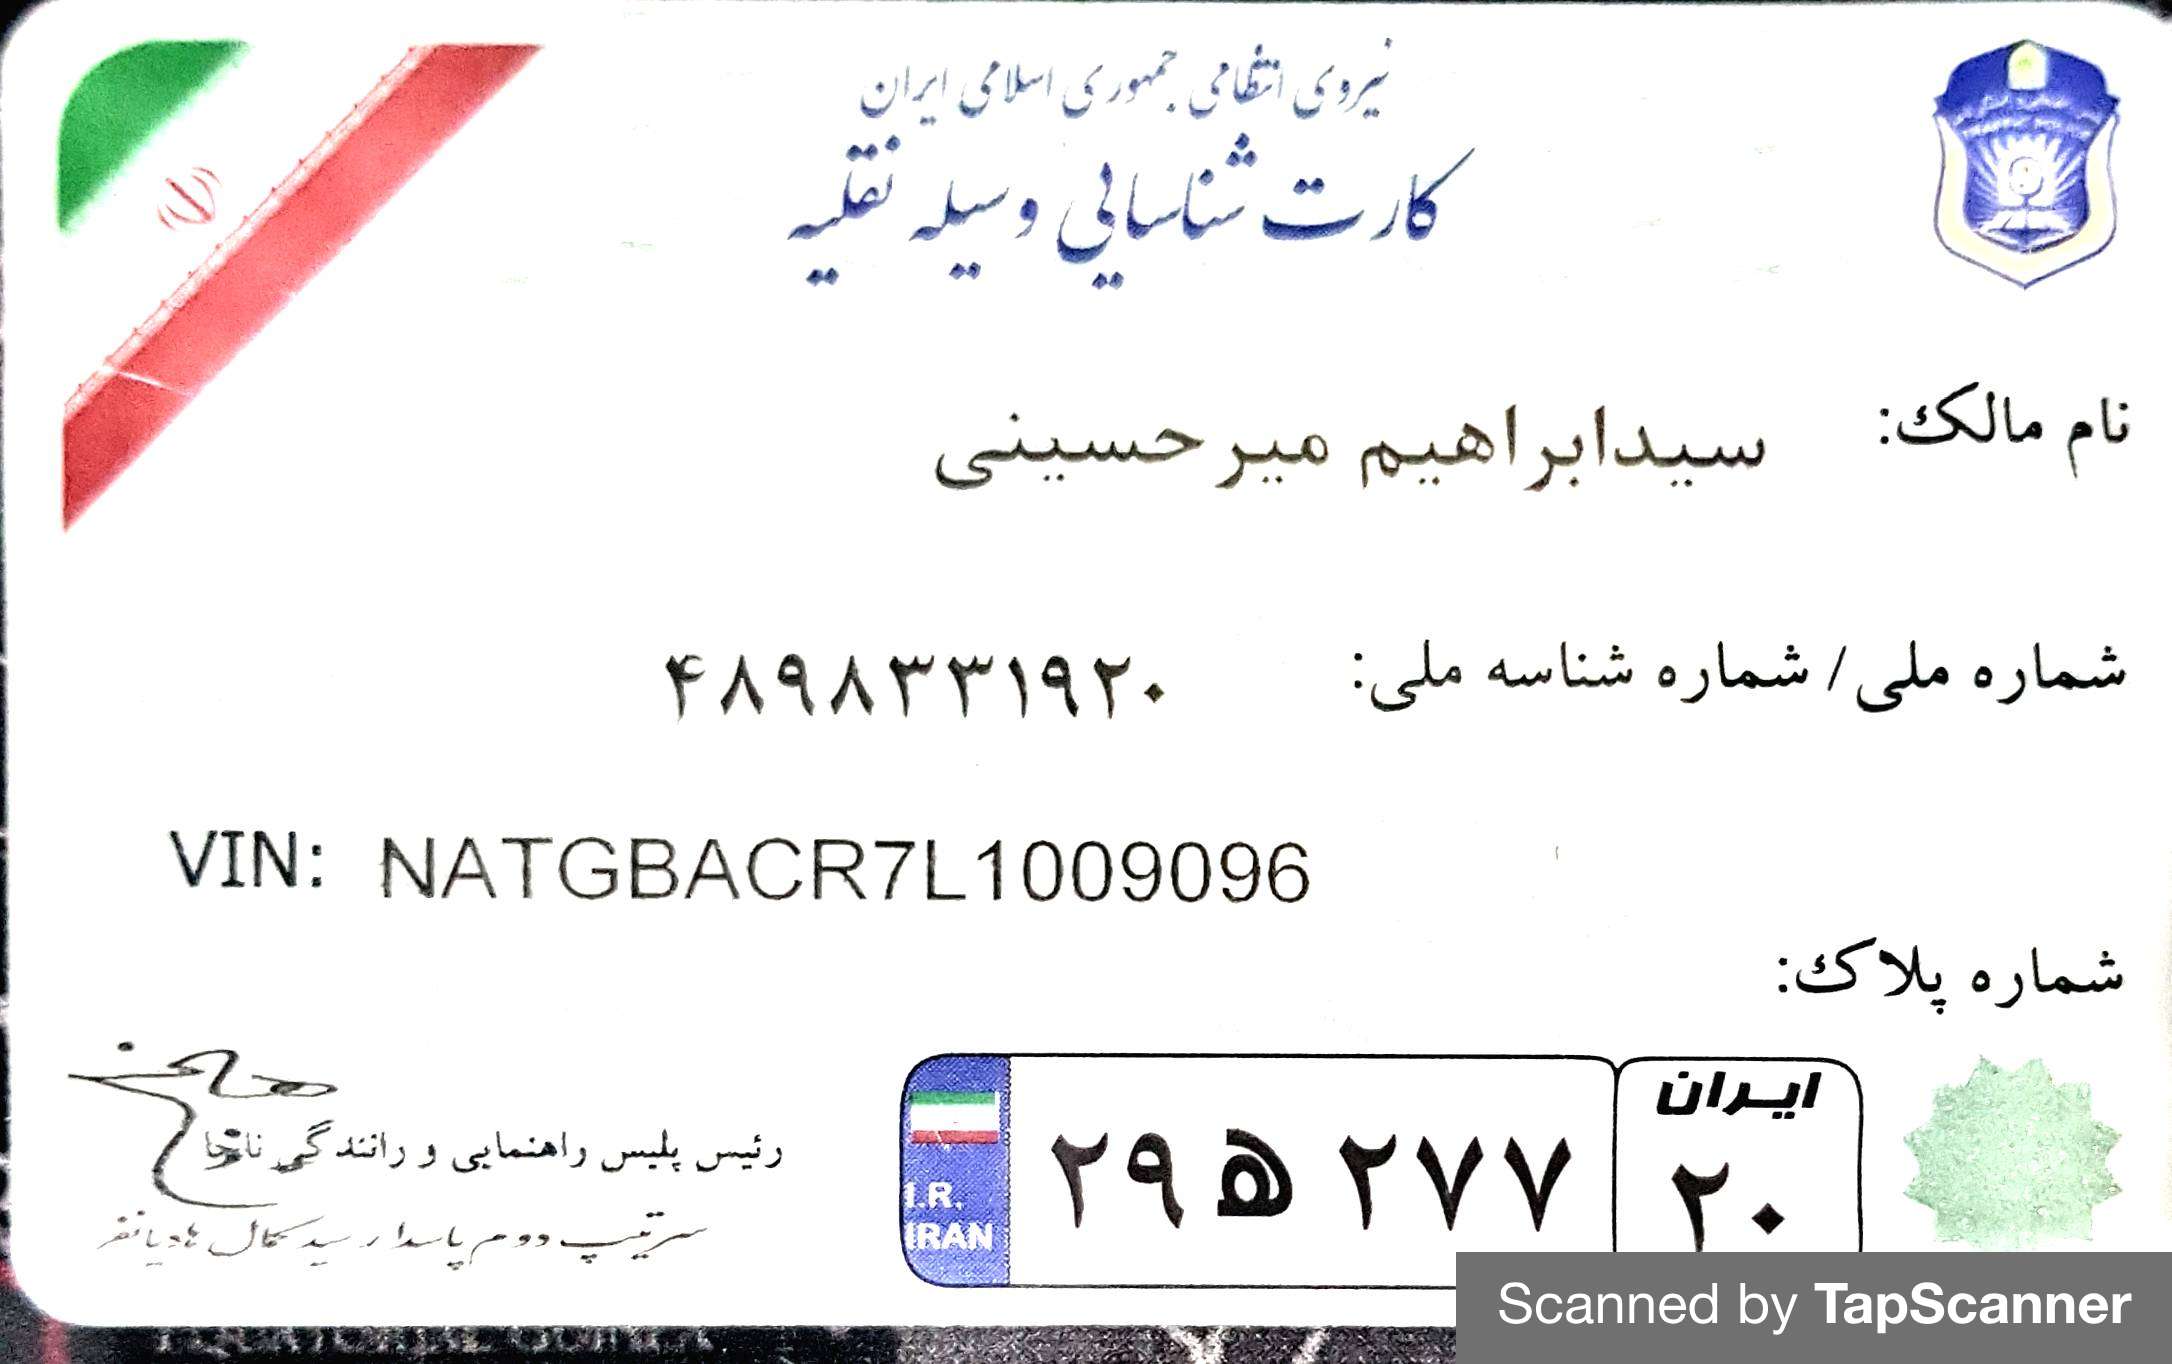 نیروی انتظامی جمهوری اسلامی ایران
کارت شناسایی وسیله نقلیه
نام مالک: سیدابراهیم میرحسینی
شماره ملی/ شماره شناسه ملی: ۴۸۹۸۳۳۱۹۲۰
VIN: NATGBACR7L1009096
شماره پلاک:
I.R.
IRAN
۲۹ ه ۲۷۷
ایران
۲۰
رئیس پلیس راهنمایی و رانندگی ناجا
سرتیپ دوم پاسدار سید کمال هادیانفر
Scanned by TapScanner